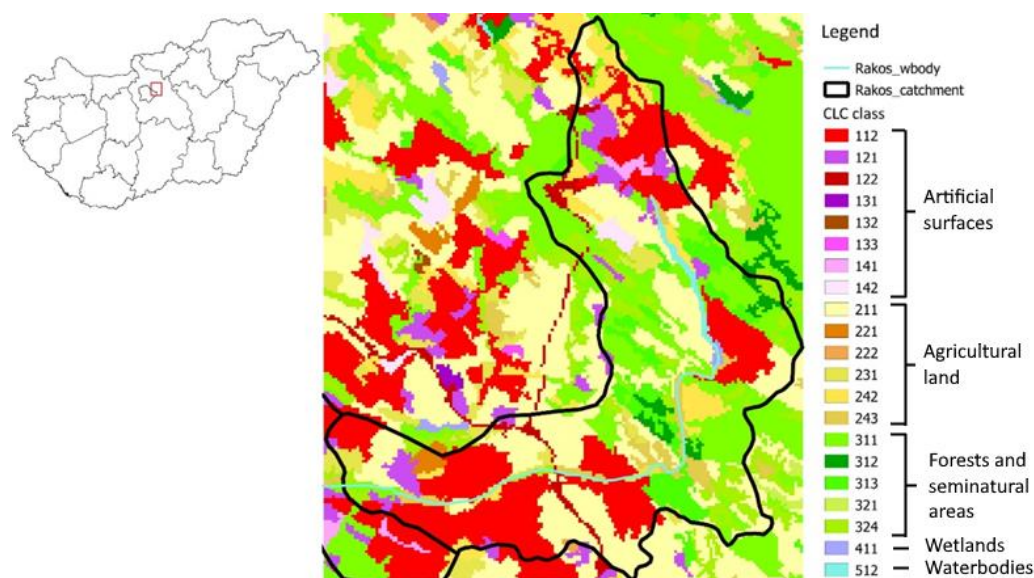 Legend
Rakos_wbody
Rakos_catchment
CLC class
112
121
122
131
132
133
141
142
Artificial
surfaces
211
221
222
231
242
243
Agricultural
land
311
312
313
321
324
Forests and
seminatural
areas
411
Wetlands
512
Waterbodies